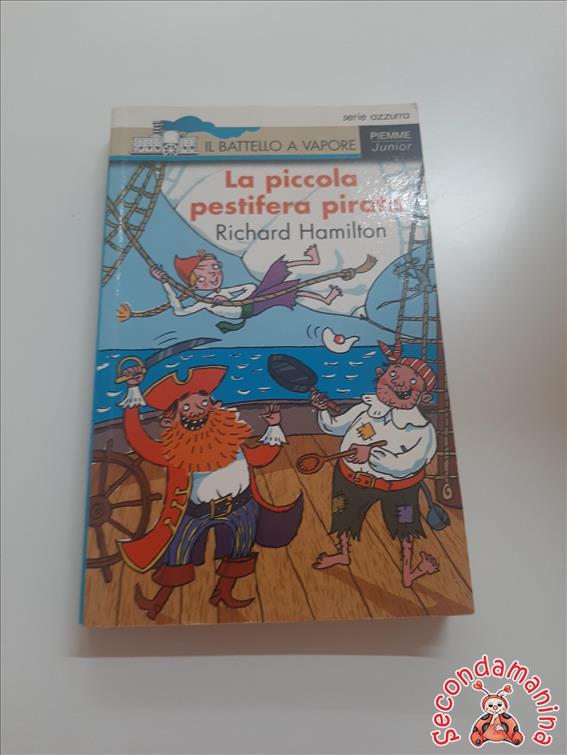 serie azzurra
IL BATTELLO A VAPORE
PIEMME
Junior
La piccola
pestifera pirata
Richard Hamilton
Secondamanina